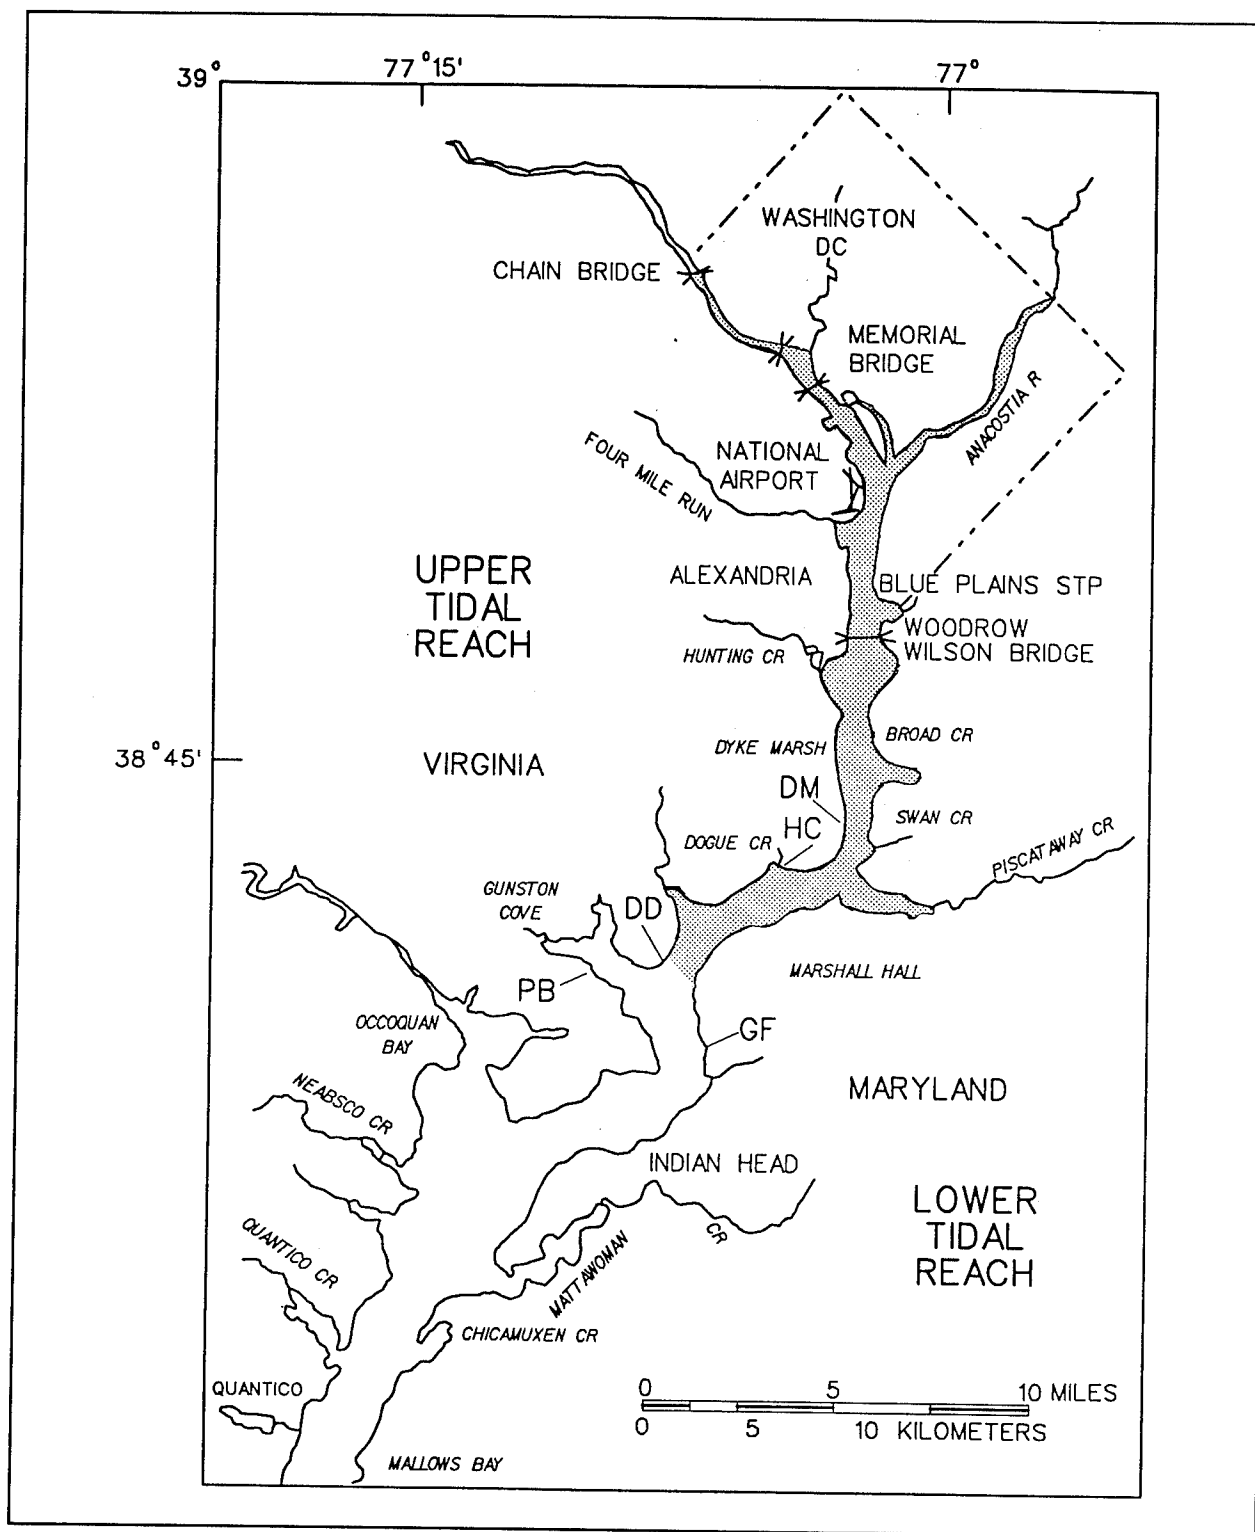 77°15'
77°
39°
WASHINGTON
DC
CHAIN BRIDGE
MEMORIAL
BRIDGE
ANACOSTIA R
FOUR MILE RUN
NATIONAL
AIRPORT
UPPER
TIDAL
REACH
ALEXANDRIA
BLUE PLAINS STP
WOODROW
WILSON BRIDGE
HUNTING CR
38°45'
VIRGINIA
DYKE MARSH
BROAD CR
DM
SWAN CR
HC
DOGUE CR
PISCATAWAY CR
GUNSTON
COVE
DD
MARSHALL HALL
PB
OCCOQUAN
BAY
GF
NEABSCO CR
MARYLAND
INDIAN HEAD
LOWER
TIDAL
REACH
QUANTICO CR
MATTAWOMAN
CR
CHICAMUXEN CR
QUANTICO
0 5 10 MILES
0 5 10 KILOMETERS
MALLOWS BAY